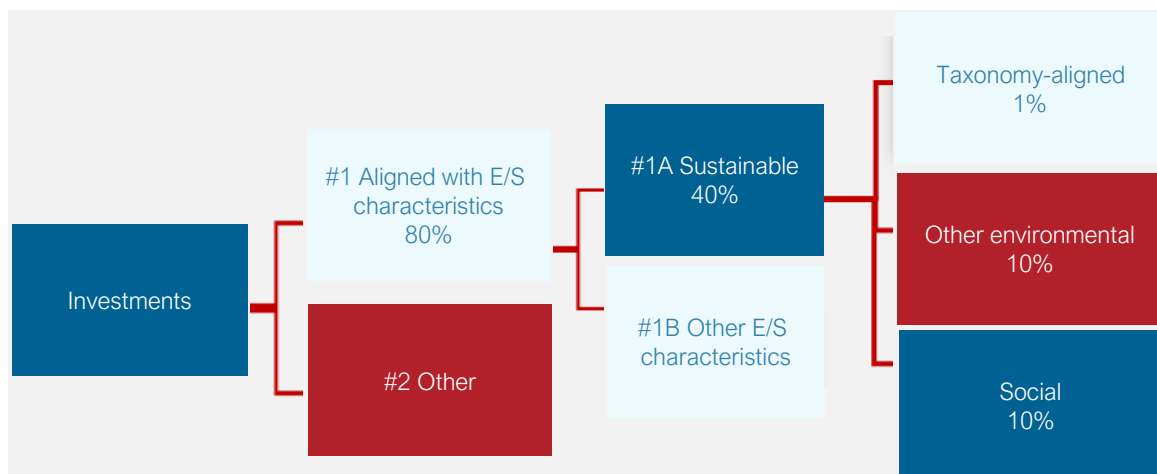 Investments
#1 Aligned with E/S
characteristics
80%
#2 Other
#1A Sustainable
40%
#1B Other E/S
characteristics
Taxonomy-aligned
1%
Other environmental
10%
Social
10%